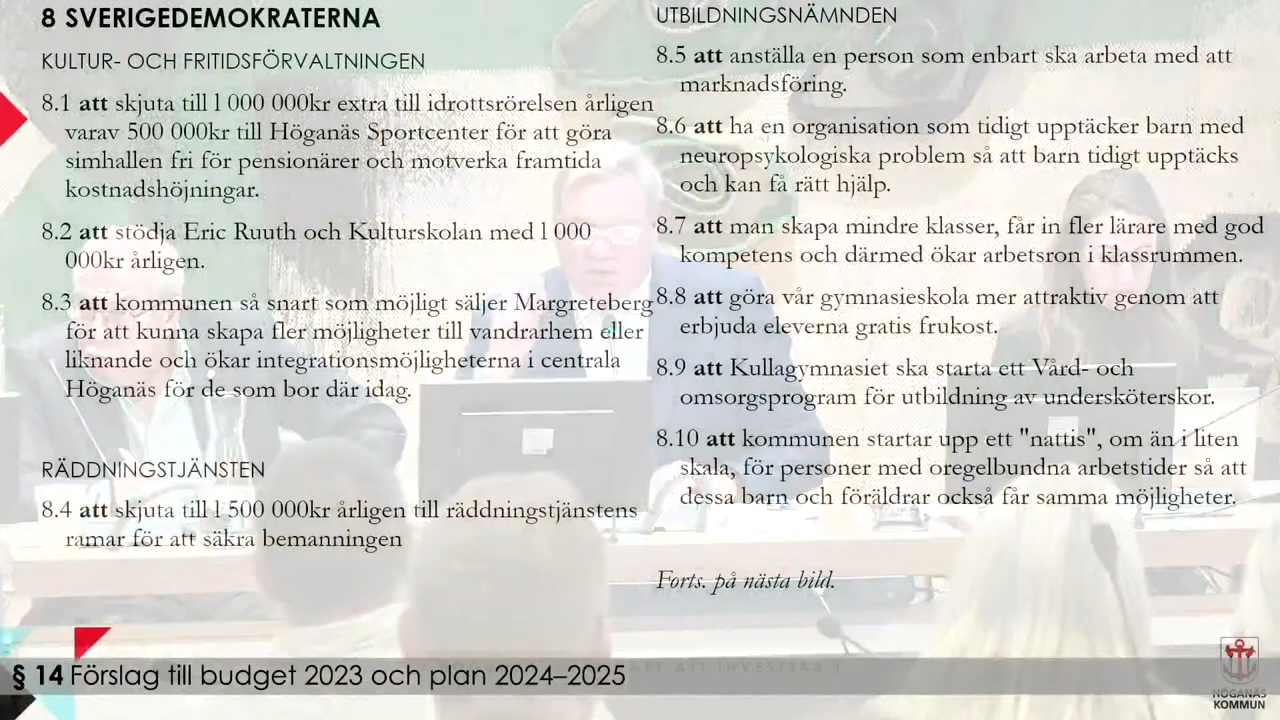 8 SVERIGEDEMOKRATERNA
KULTUR- OCH FRITIDSFÖRVALTNINGEN
8.1 att skjuta till 1 000 000kr extra till idrottsrörelsen årligen
varav 500 000kr till Höganäs Sportcenter för att göra
simhallen fri för pensionärer och motverka framtida
kostnadshöjningar.
8.2 att stödja Eric Ruuth och Kulturskolan med 1 000
000kr årligen.
8.3 att kommunen så snart som möjligt säljer Margreteberg
för att kunna skapa fler möjligheter till vandrarhem eller
liknande och ökar integrationsmöjligheterna i centrala
Höganäs för de som bor där idag.
RÄDDNINGSTJÄNSTEN
8.4 att skjuta till 1 500 000kr årligen till räddningstjänstens
ramar för att säkra bemanningen
UTBILDNINGSNÄMNDEN
8.5 att anställa en person som enbart ska arbeta med att
marknadsföring.
8.6 att ha en organisation som tidigt upptäcker barn med
neuropsykologiska problem så att barn tidigt upptäcks
och kan få rätt hjälp.
8.7 att man skapa mindre klasser, får in fler lärare med god
kompetens och därmed ökar arbetsron i klassrummen.
8.8 att göra vår gymnasieskola mer attraktiv genom att
erbjuda eleverna gratis frukost.
8.9 att Kullagymnasiet ska starta ett Vård- och
omsorgsprogram för utbildning av undersköterskor.
8.10 att kommunen startar upp ett "nattis", om än i liten
skala, för personer med oregelbundna arbetstider så att
dessa barn och föräldrar också får samma möjligheter.
Forts. på nästa bild.
§ 14 Förslag till budget 2023 och plan 2024–2025
HÖGANÄS
KOMMUN